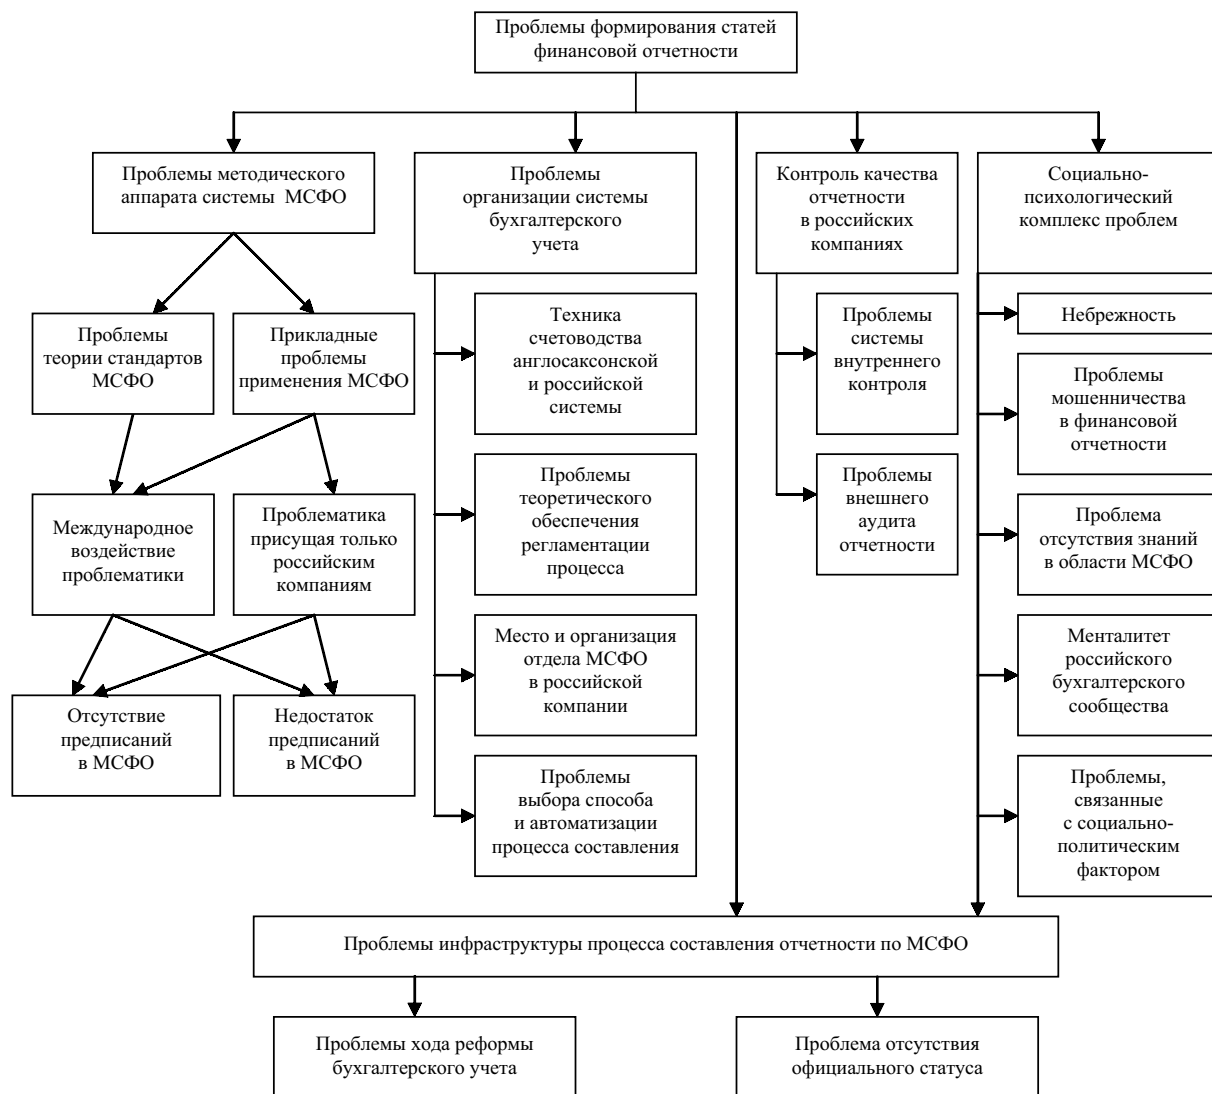 Проблемы формирования статей
финансовой отчетности
Проблемы методического
аппарата системы МСФО
Проблемы
организации системы
бухгалтерского
учета
Контроль качества
отчетности
в российских
компаниях
Социально-
психологический
комплекс проблем
Проблемы
теории стандартов
МСФО
Прикладные
проблемы
применения МСФО
Международное
воздействие
проблематики
Проблематика
присущая только
российским
компаниям
Отсутствие
предписаний
в МСФО
Недостаток
предписаний
в МСФО
Техника
счетоводства
англосаксонской
и российской
системы
Проблемы
теоретического
обеспечения
регламентации
процесса
Место и организация
отдела МСФО
в российской
компании
Проблемы
выбора способа
и автоматизации
процесса составления
Проблемы
системы
внутреннего
контроля
Проблемы
внешнего
аудита
отчетности
Небрежность
Проблемы
мошенничества
в финансовой
отчетности
Проблема
отсутствия знаний
в области МСФО
Менталитет
российского
бухгалтерского
сообщества
Проблемы,
связанные
с социально-
политическим
фактором
Проблемы инфраструктуры процесса составления отчетности по МСФО
Проблемы хода реформы
бухгалтерского учета
Проблема отсутствия
официального статуса